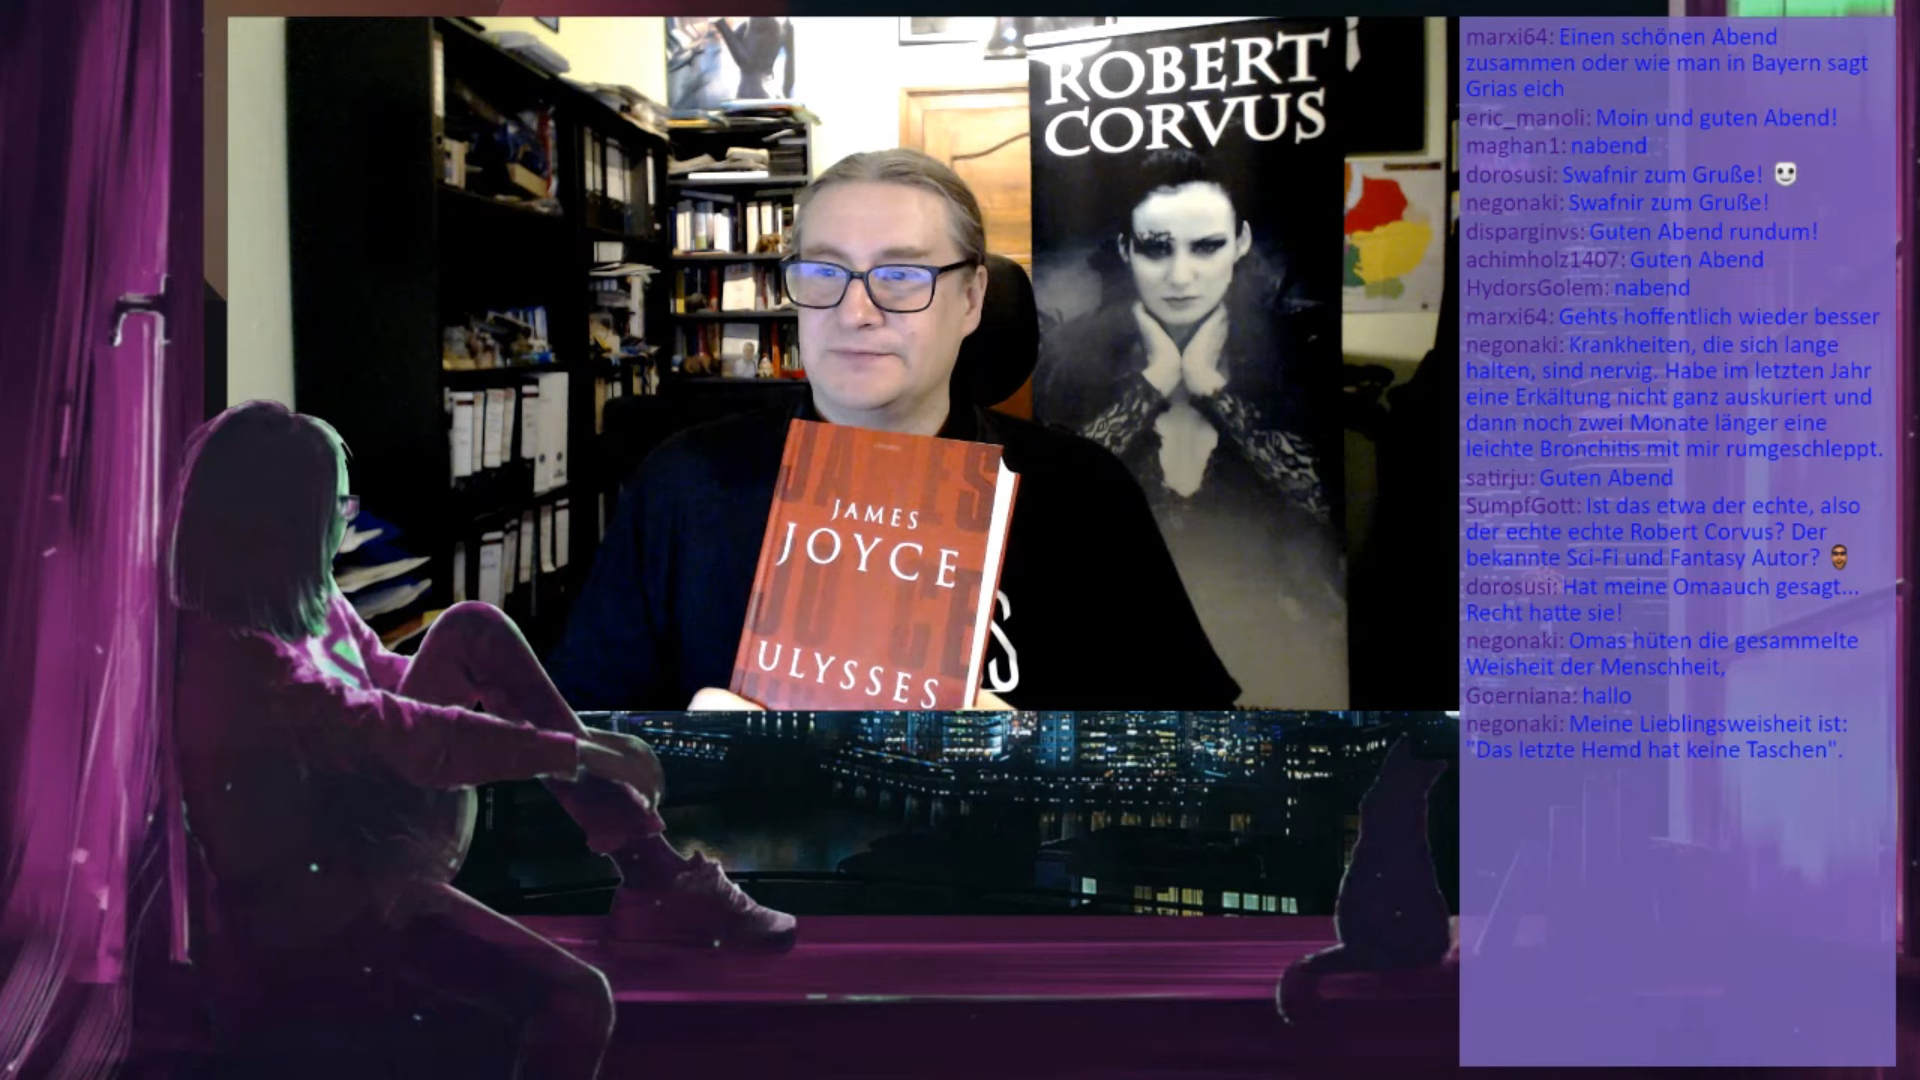 ROBERT
CORVUS
JAMES
JOYCE
ULYSSES
marxi64: Einen schönen Abend
zusammen oder wie man in Bayern sagt
Grias eich
eric_manoli: Moin und guten Abend!
maghan1: nabend
dorosusi: Swafnir zum Gruße!
negonaki: Swafnir zum Gruße!
disparginvs: Guten Abend rundum!
achimholz1407: Guten Abend
HydorsGolem: nabend
marxi64: Gehts hoffentlich wieder besser
negonaki: Krankheiten, die sich lange
halten, sind nervig. Habe im letzten Jahr
eine Erkältung nicht ganz auskuriert und
dann noch zwei Monate länger eine
leichte Bronchitis mit mir rumgeschleppt.
satirju: Guten Abend
SumpfGott: Ist das etwa der echte, also
der echte echte Robert Corvus? Der
bekannte Sci-Fi und Fantasy Autor?
dorosusi: Hat meine Omaauch gesagt...
Recht hatte sie!
negonaki: Omas hüten die gesammelte
Weisheit der Menschheit,
Goerniana: hallo
negonaki: Meine Lieblingsweisheit ist:
"Das letzte Hemd hat keine Taschen".